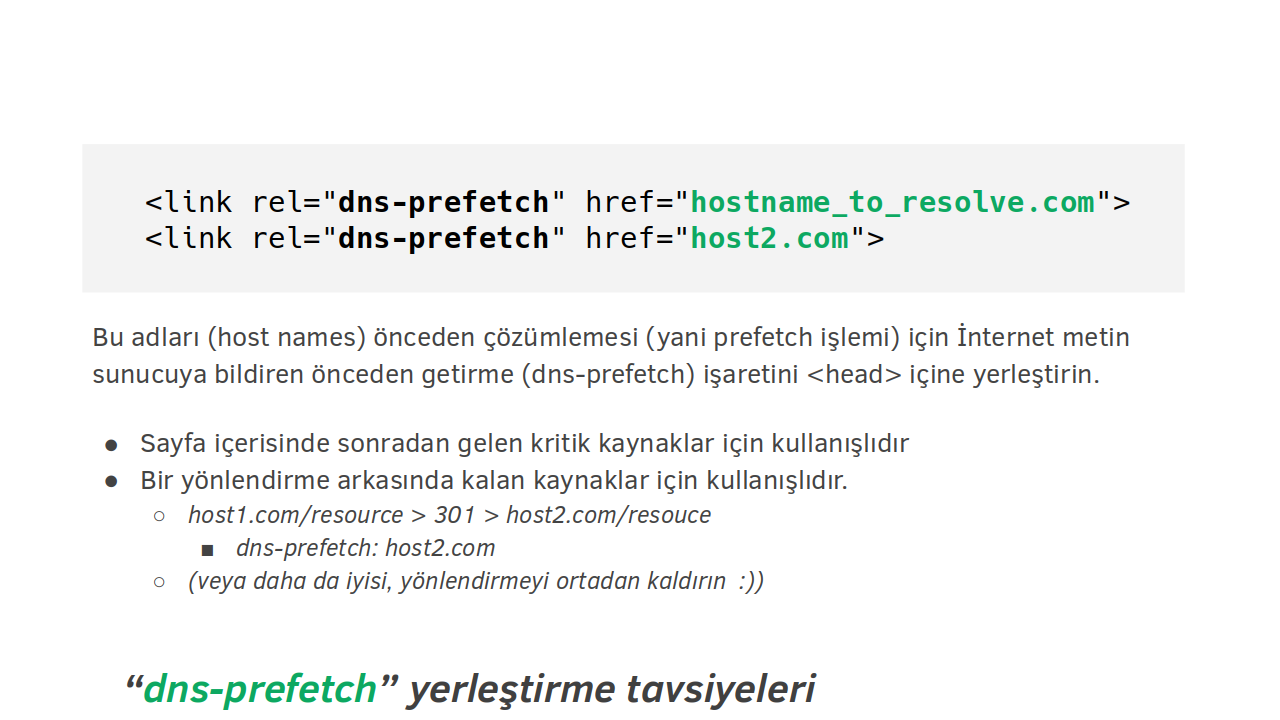 <link rel="dns-prefetch" href="hostname_to_resolve.com">
<link rel="dns-prefetch" href="host2.com">
Bu adları (host names) önceden çözümlemesi (yani prefetch işlemi) için İnternet metin
sunucuya bildiren önceden getirme (dns-prefetch) işaretini <head> içine yerleştirin.
● Sayfa içerisinde sonradan gelen kritik kaynaklar için kullanışlıdır
● Bir yönlendirme arkasında kalan kaynaklar için kullanışlıdır.
○ host1.com/resource > 301 > host2.com/resouce
■ dns-prefetch: host2.com
○ (veya daha da iyisi, yönlendirmeyi ortadan kaldırın :))
“dns-prefetch” yerleştirme tavsiyeleri